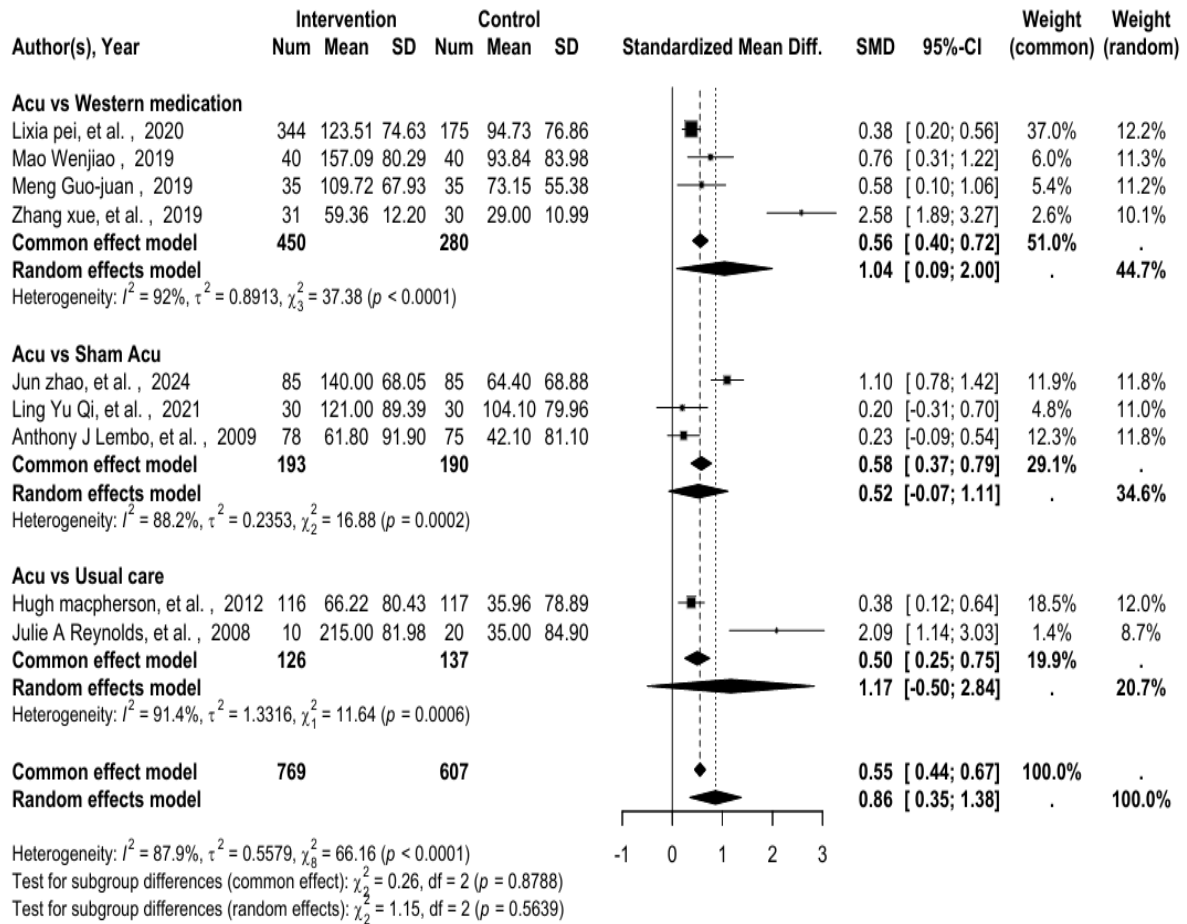 Intervention Control Weight Weight
Author(s), Year Num Mean SD Num Mean SD Standardized Mean Diff. SMD 95%-CI (common) (random)
Acu vs Western medication
Lixia pei, et al. , 2020 344 123.51 74.63 175 94.73 76.86 0.38 [ 0.20; 0.56] 37.0% 12.2%
Mao Wenjiao , 2019 40 157.09 80.29 40 93.84 83.98 0.76 [ 0.31; 1.22] 6.0% 11.3%
Meng Guo-juan , 2019 35 109.72 67.93 35 73.15 55.38 0.58 [ 0.10; 1.06] 5.4% 11.2%
Zhang xue, et al. , 2019 31 59.36 12.20 30 29.00 10.99 2.58 [ 1.89; 3.27] 2.6% 10.1%
Common effect model 450 280 0.56 [ 0.40; 0.72] 51.0% .
Random effects model 1.04 [ 0.09; 2.00] . 44.7%
Heterogeneity: I² = 92%, τ² = 0.8913, χ²₃ = 37.38 (p < 0.0001)
Acu vs Sham Acu
Jun zhao, et al. , 2024 85 140.00 68.05 85 64.40 68.88 1.10 [ 0.78; 1.42] 11.9% 11.8%
Ling Yu Qi, et al. , 2021 30 121.00 89.39 30 104.10 79.96 0.20 [-0.31; 0.70] 4.8% 11.0%
Anthony J Lembo, et al. , 2009 78 61.80 91.90 75 42.10 81.10 0.23 [-0.09; 0.54] 12.3% 11.8%
Common effect model 193 190 0.58 [ 0.37; 0.79] 29.1% .
Random effects model 0.52 [-0.07; 1.11] . 34.6%
Heterogeneity: I² = 88.2%, τ² = 0.2353, χ²₂ = 16.88 (p = 0.0002)
Acu vs Usual care
Hugh macpherson, et al. , 2012 116 66.22 80.43 117 35.96 78.89 0.38 [ 0.12; 0.64] 18.5% 12.0%
Julie A Reynolds, et al. , 2008 10 215.00 81.98 20 35.00 84.90 2.09 [ 1.14; 3.03] 1.4% 8.7%
Common effect model 126 137 0.50 [ 0.25; 0.75] 19.9% .
Random effects model 1.17 [-0.50; 2.84] . 20.7%
Heterogeneity: I² = 91.4%, τ² = 1.3316, χ²₁ = 11.64 (p = 0.0006)
Common effect model 769 607 0.55 [ 0.44; 0.67] 100.0% .
Random effects model 0.86 [ 0.35; 1.38] . 100.0%
Heterogeneity: I² = 87.9%, τ² = 0.5579, χ²₈ = 66.16 (p < 0.0001)
-1 0 1 2 3
Test for subgroup differences (common effect): χ²₂ = 0.26, df = 2 (p = 0.8788)
Test for subgroup differences (random effects): χ²₂ = 1.15, df = 2 (p = 0.5639)